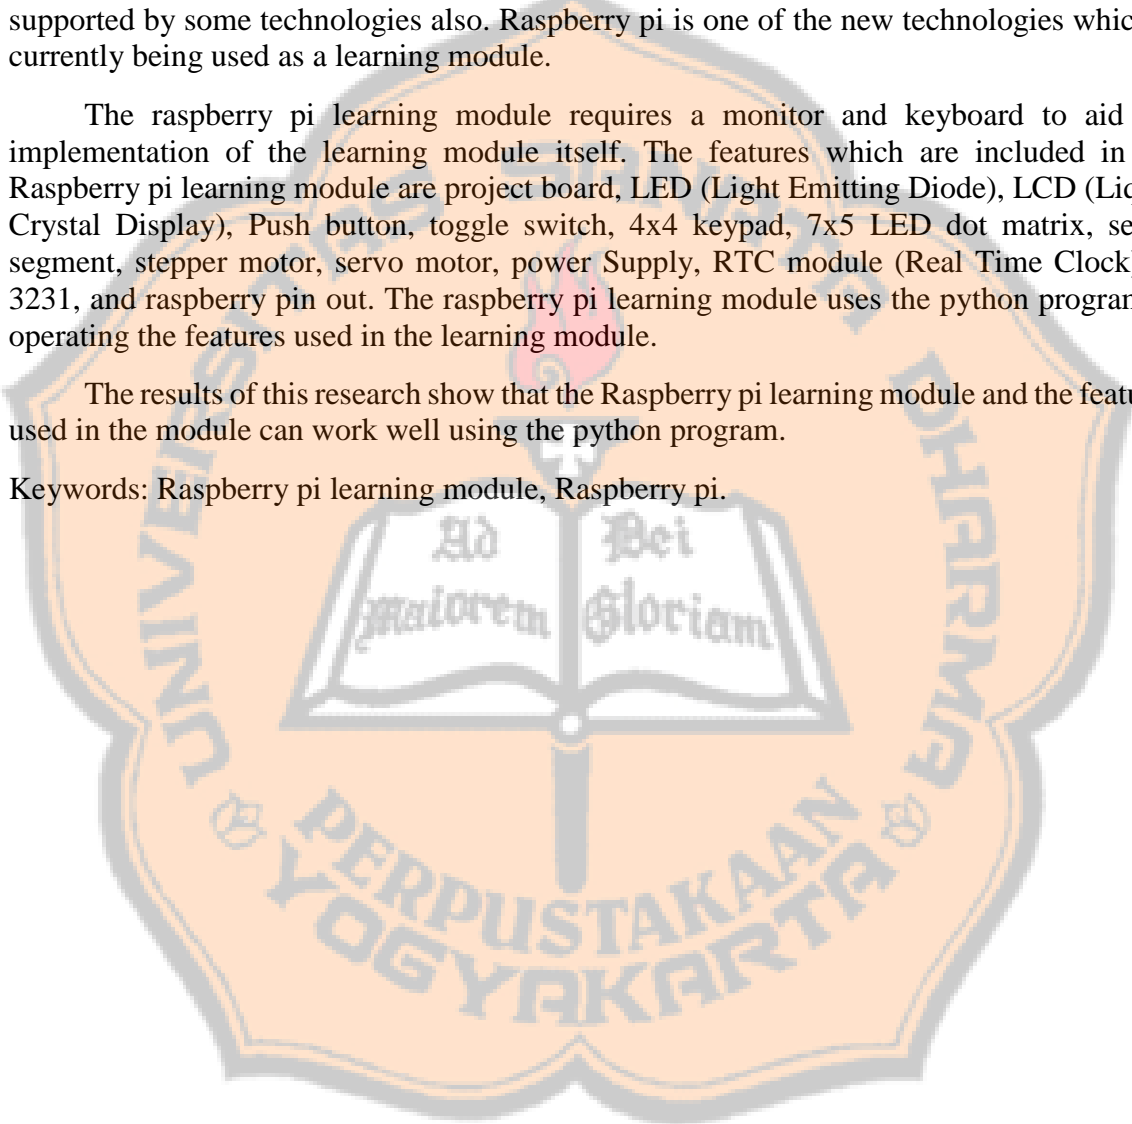 supported by some technologies also. Raspberry pi is one of the new technologies whic
currently being used as a learning module.
The raspberry pi learning module requires a monitor and keyboard to aid
implementation of the learning module itself. The features which are included in
Raspberry pi learning module are project board, LED (Light Emitting Diode), LCD (Liq
Crystal Display), Push button, toggle switch, 4x4 keypad, 7x5 LED dot matrix, se
segment, stepper motor, servo motor, power Supply, RTC module (Real Time Clock)
3231, and raspberry pin out. The raspberry pi learning module uses the python program
operating the features used in the learning module.
The results of this research show that the Raspberry pi learning module and the featu
used in the module can work well using the python program.
Keywords: Raspberry pi learning module, Raspberry pi.
UNIVERSITAS SANATA DHARMA
Ad Dei
maiorem Gloriam
PERPUSTAKAAN
YOGYAKARTA